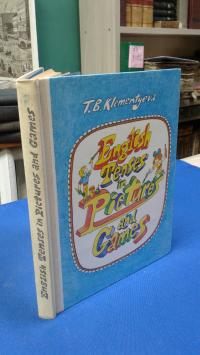 T.B. Klementyeva
English
Tenses
in
Pictures
and
Games
English Tenses in Pictures and Games